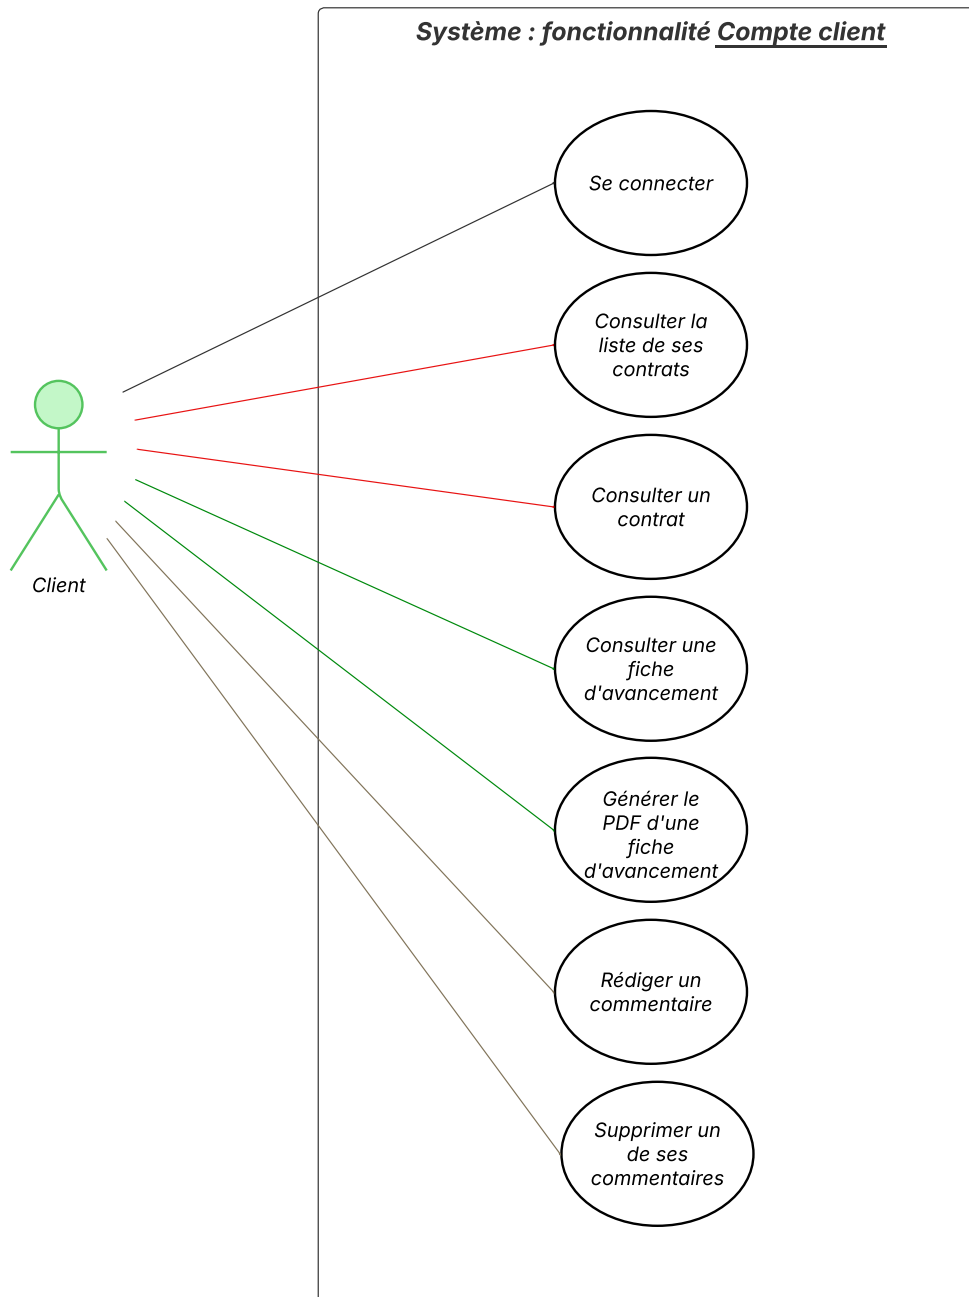 Système : fonctionnalité Compte client
Se connecter
Consulter la
liste de ses
contrats
Consulter un
contrat
Client
Consulter une
fiche
d'avancement
Générer le
PDF d'une
fiche
d'avancement
Rédiger un
commentaire
Supprimer un
de ses
commentaires